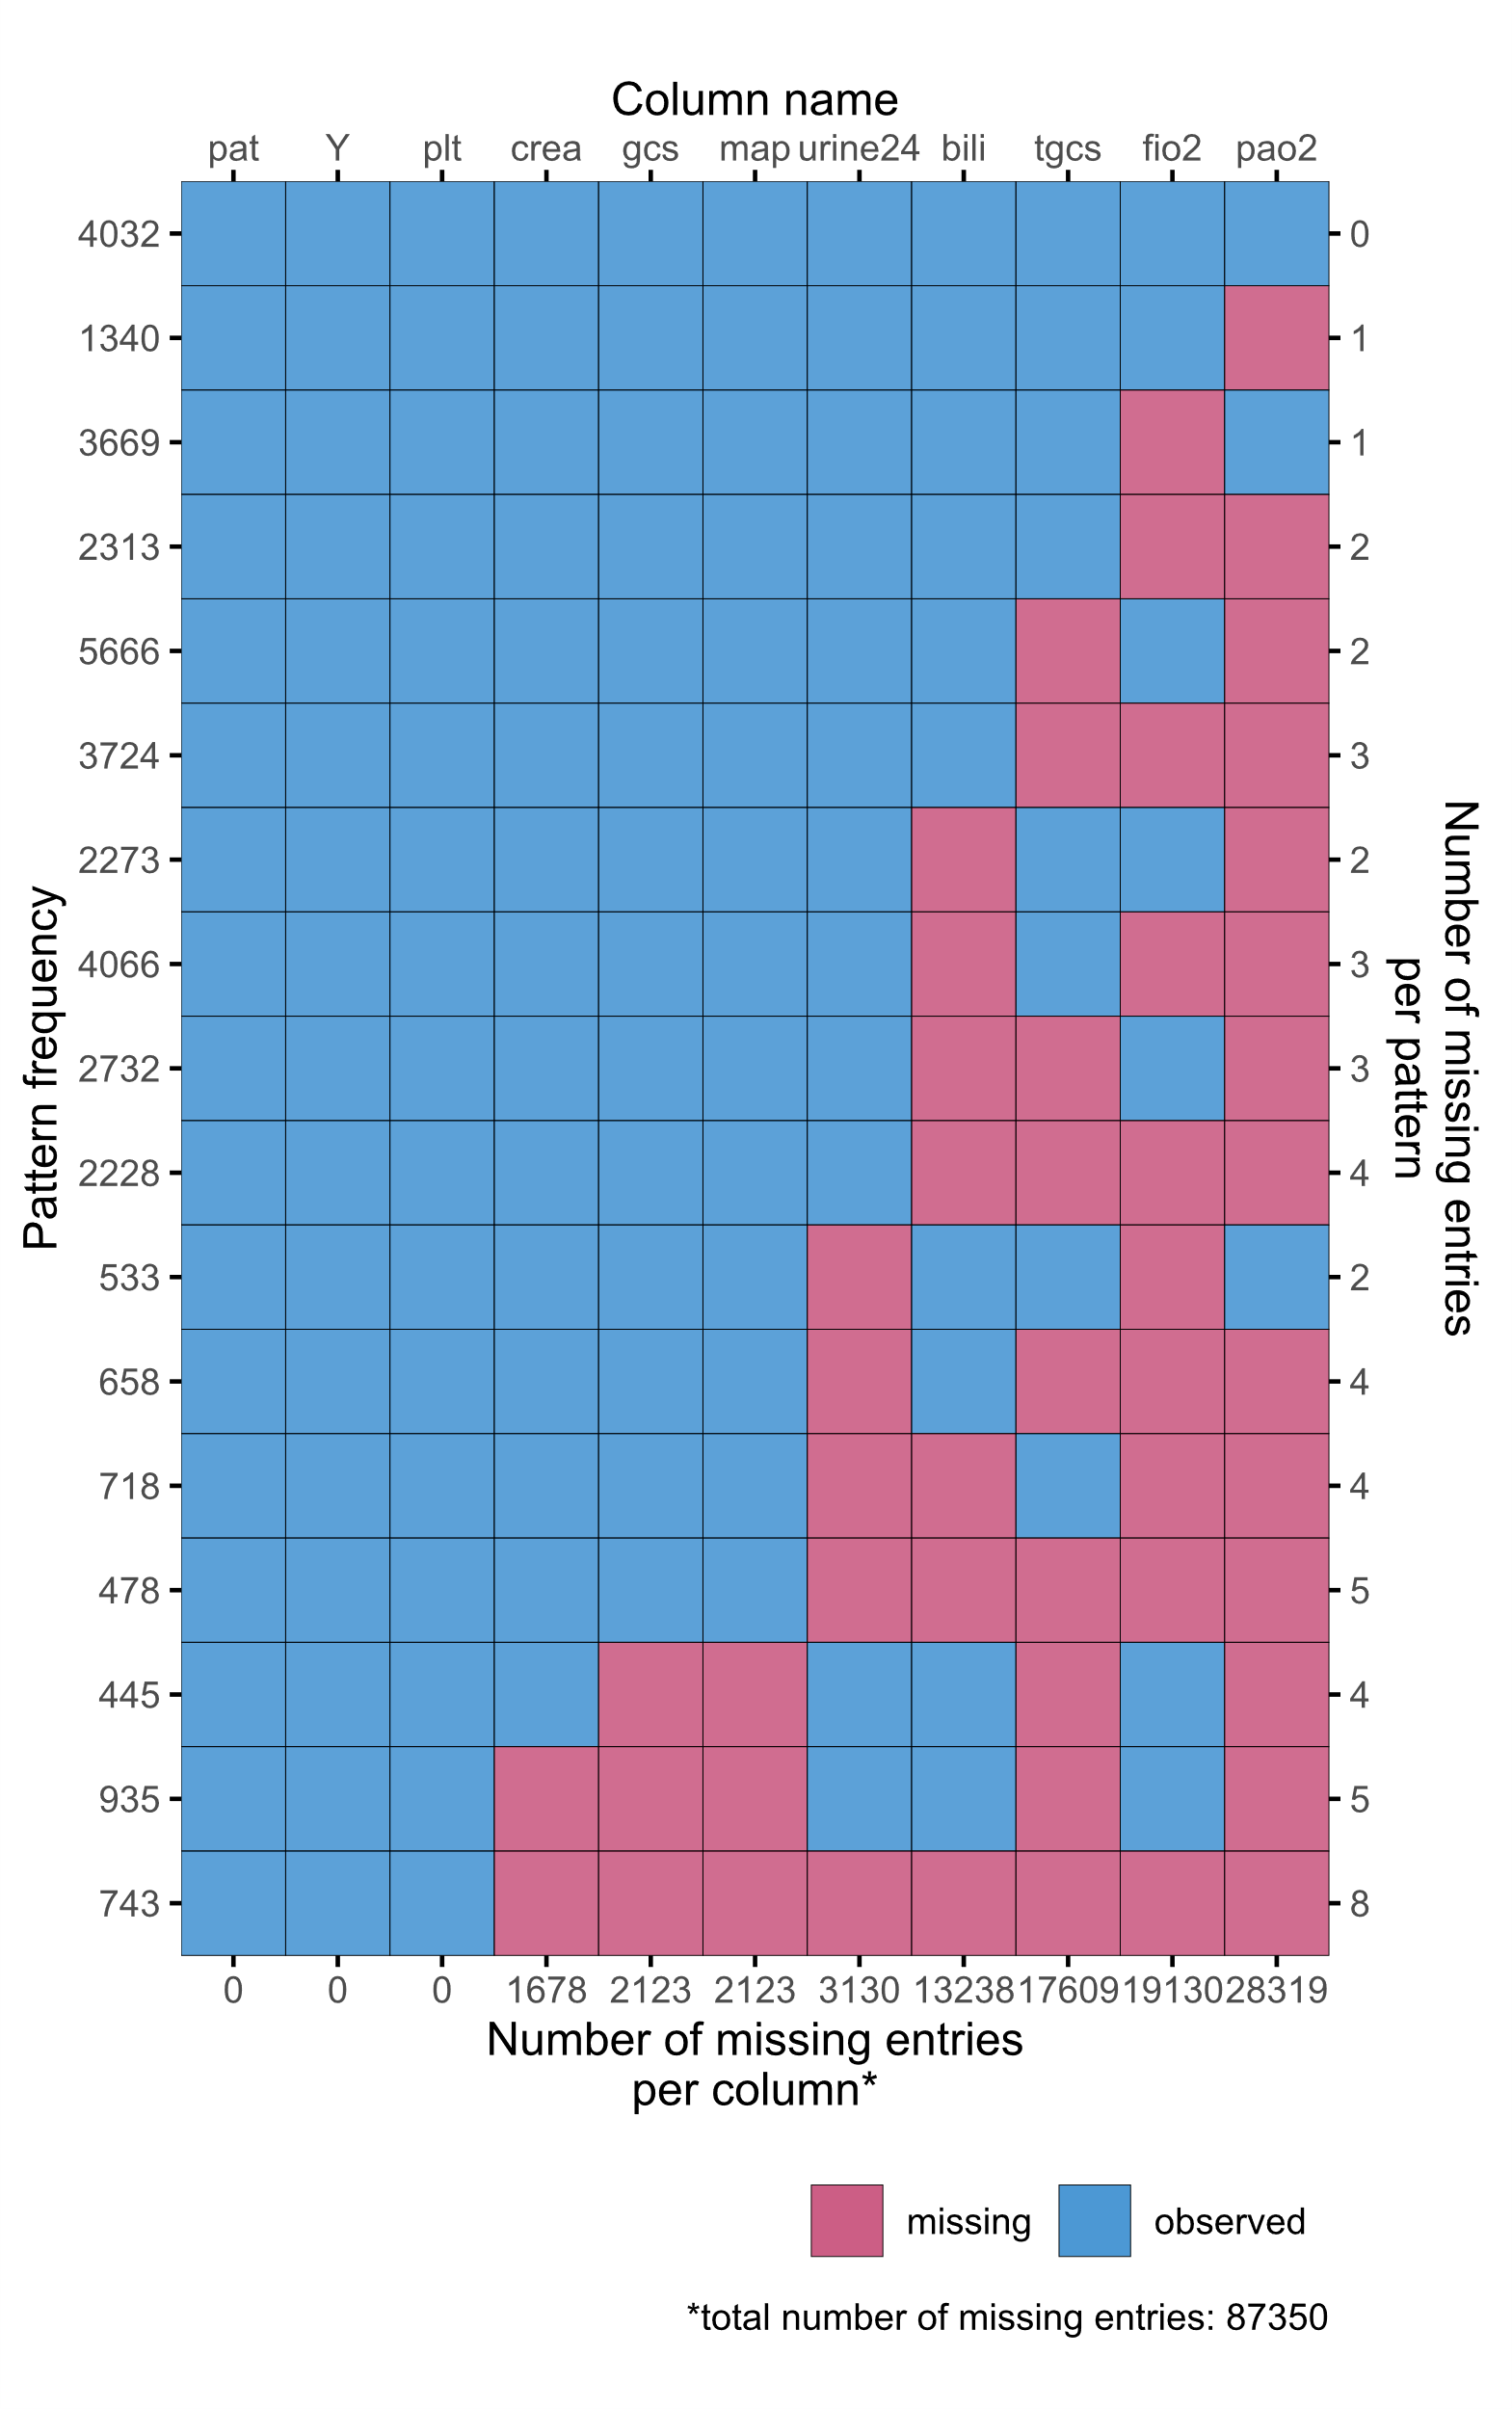 Column name
pat Y plt crea gcs map urine24 bili tgcs fio2 pao2
4032 0
1340 1
3669 1
2313 2
5666 2
3724 3
2273 2
4066 3
2732 3
2228 4
533 2
658 4
718 4
478 5
445 4
935 5
743 8
Pattern frequency
Number of missing entries
per pattern
0 0 0 1678 2123 2123 3130 13238 17609 19130 28319
Number of missing entries
per column*
missing observed
*total number of missing entries: 87350